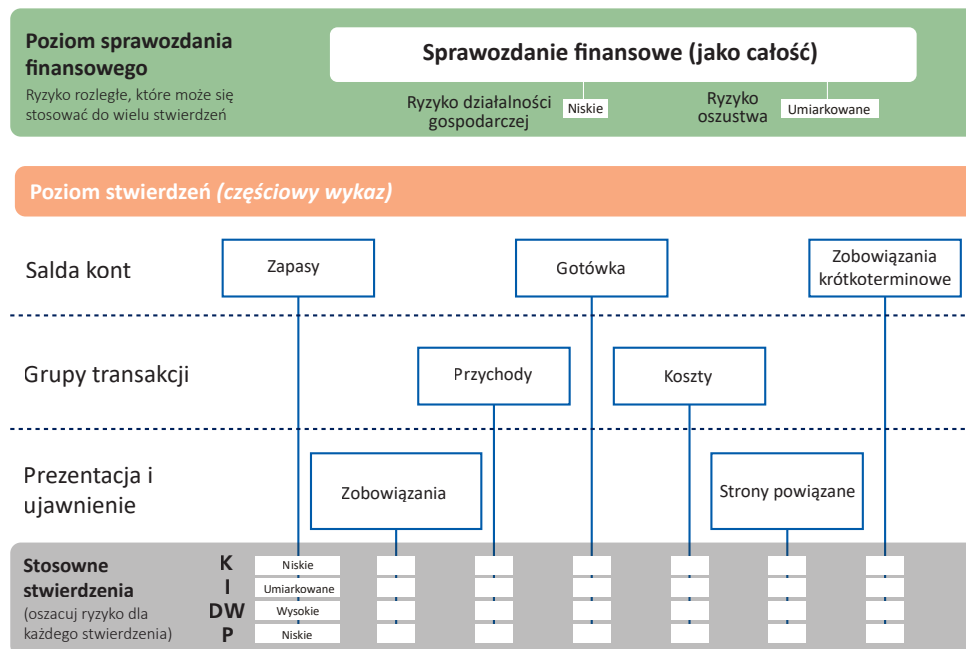 Poziom sprawozdania
finansowego
Ryzyko rozległe, które może się
stosować do wielu stwierdzeń
Sprawozdanie finansowe (jako całość)
Ryzyko działalności
gospodarczej
Niskie
Ryzyko
oszustwa
Umiarkowane
Poziom stwierdzeń (częściowy wykaz)
Salda kont
Zapasy
Gotówka
Zobowiązania
krótkoterminowe
Grupy transakcji
Przychody
Koszty
Prezentacja i
ujawnienie
Zobowiązania
Strony powiązane
Stosowne
stwierdzenia
(oszacuj ryzyko dla
każdego stwierdzenia)
K
Niskie
I
Umiarkowane
DW
Wysokie
P
Niskie